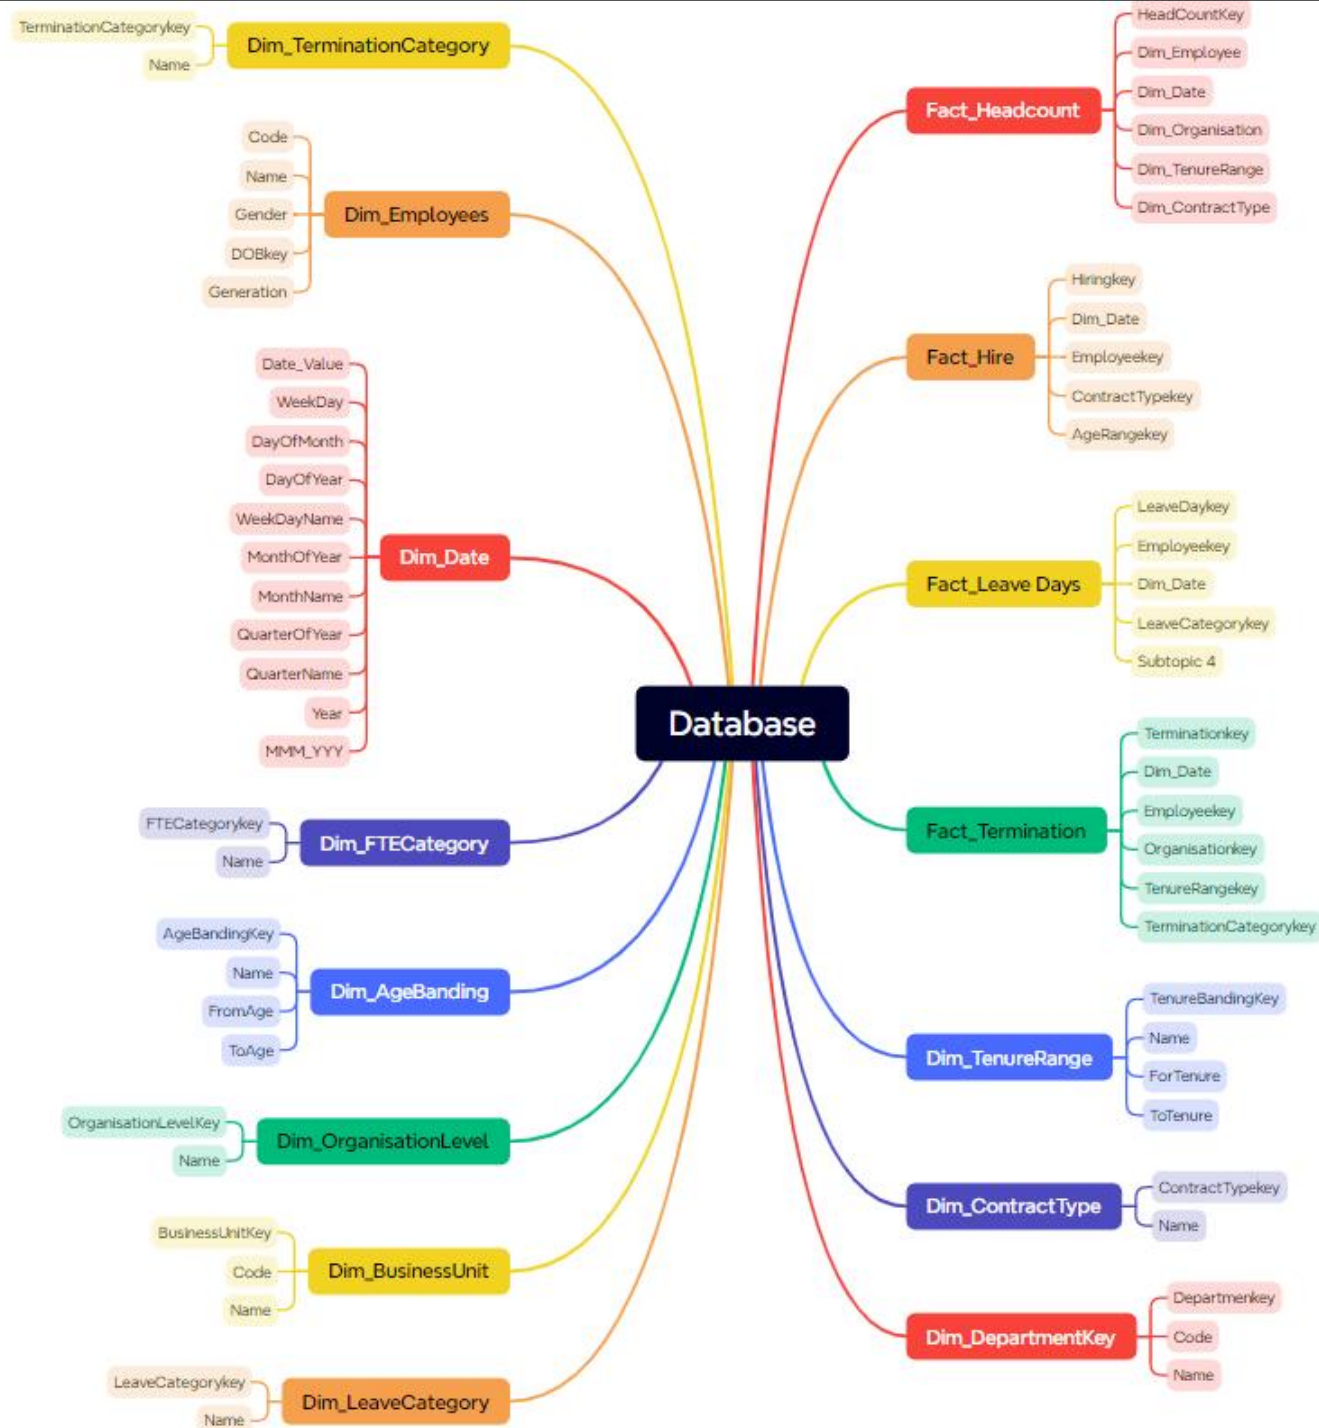 Database
Dim_TerminationCategory
TerminationCategorykey
Name
Dim_Employees
Code
Name
Gender
DOBkey
Generation
Dim_Date
Date_Value
WeekDay
DayOfMonth
DayOfYear
WeekDayName
MonthOfYear
MonthName
QuarterOfYear
QuarterName
Year
MMM_YYY
Dim_FTECategory
FTECategorykey
Name
Dim_AgeBanding
AgeBandingKey
Name
FromAge
ToAge
Dim_OrganisationLevel
OrganisationLevelKey
Name
Dim_BusinessUnit
BusinessUnitKey
Code
Name
Dim_LeaveCategory
LeaveCategorykey
Name
Fact_Headcount
HeadCountKey
Dim_Employee
Dim_Date
Dim_Organisation
Dim_TenureRange
Dim_ContractType
Fact_Hire
Hiringkey
Dim_Date
Employeekey
ContractTypekey
AgeRangekey
Fact_Leave Days
LeaveDaykey
Employeekey
Dim_Date
LeaveCategorykey
Subtopic 4
Fact_Termination
Terminationkey
Dim_Date
Employeekey
Organisationkey
TenureRangekey
TerminationCategorykey
Dim_TenureRange
TenureBandingKey
Name
ForTenure
ToTenure
Dim_ContractType
ContractTypekey
Name
Dim_DepartmentKey
Departmenkey
Code
Name